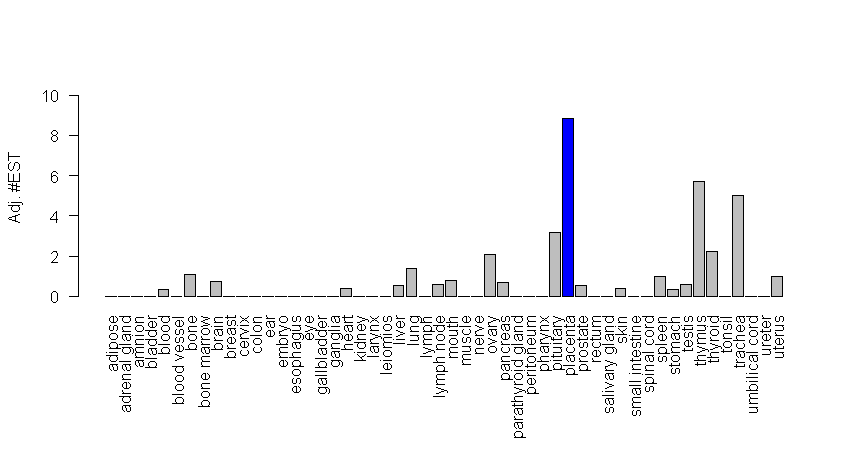 10
8
6
4
2
0
Adj. #EST
adipose
adrenal gland
amnion
bladder
blood
blood vessel
bone
bone marrow
brain
breast
cervix
colon
ear
embryo
esophagus
eye
gallbladder
ganglia
heart
kidney
larynx
leiomios
liver
lung
lymph
lymph node
mouth
muscle
nerve
ovary
pancreas
parathyroid gland
peritoneum
pharynx
pituitary
placenta
prostate
rectum
salivary gland
skin
small intestine
spinal cord
spleen
stomach
testis
thymus
thyroid
tonsil
trachea
umbilical cord
ureter
uterus